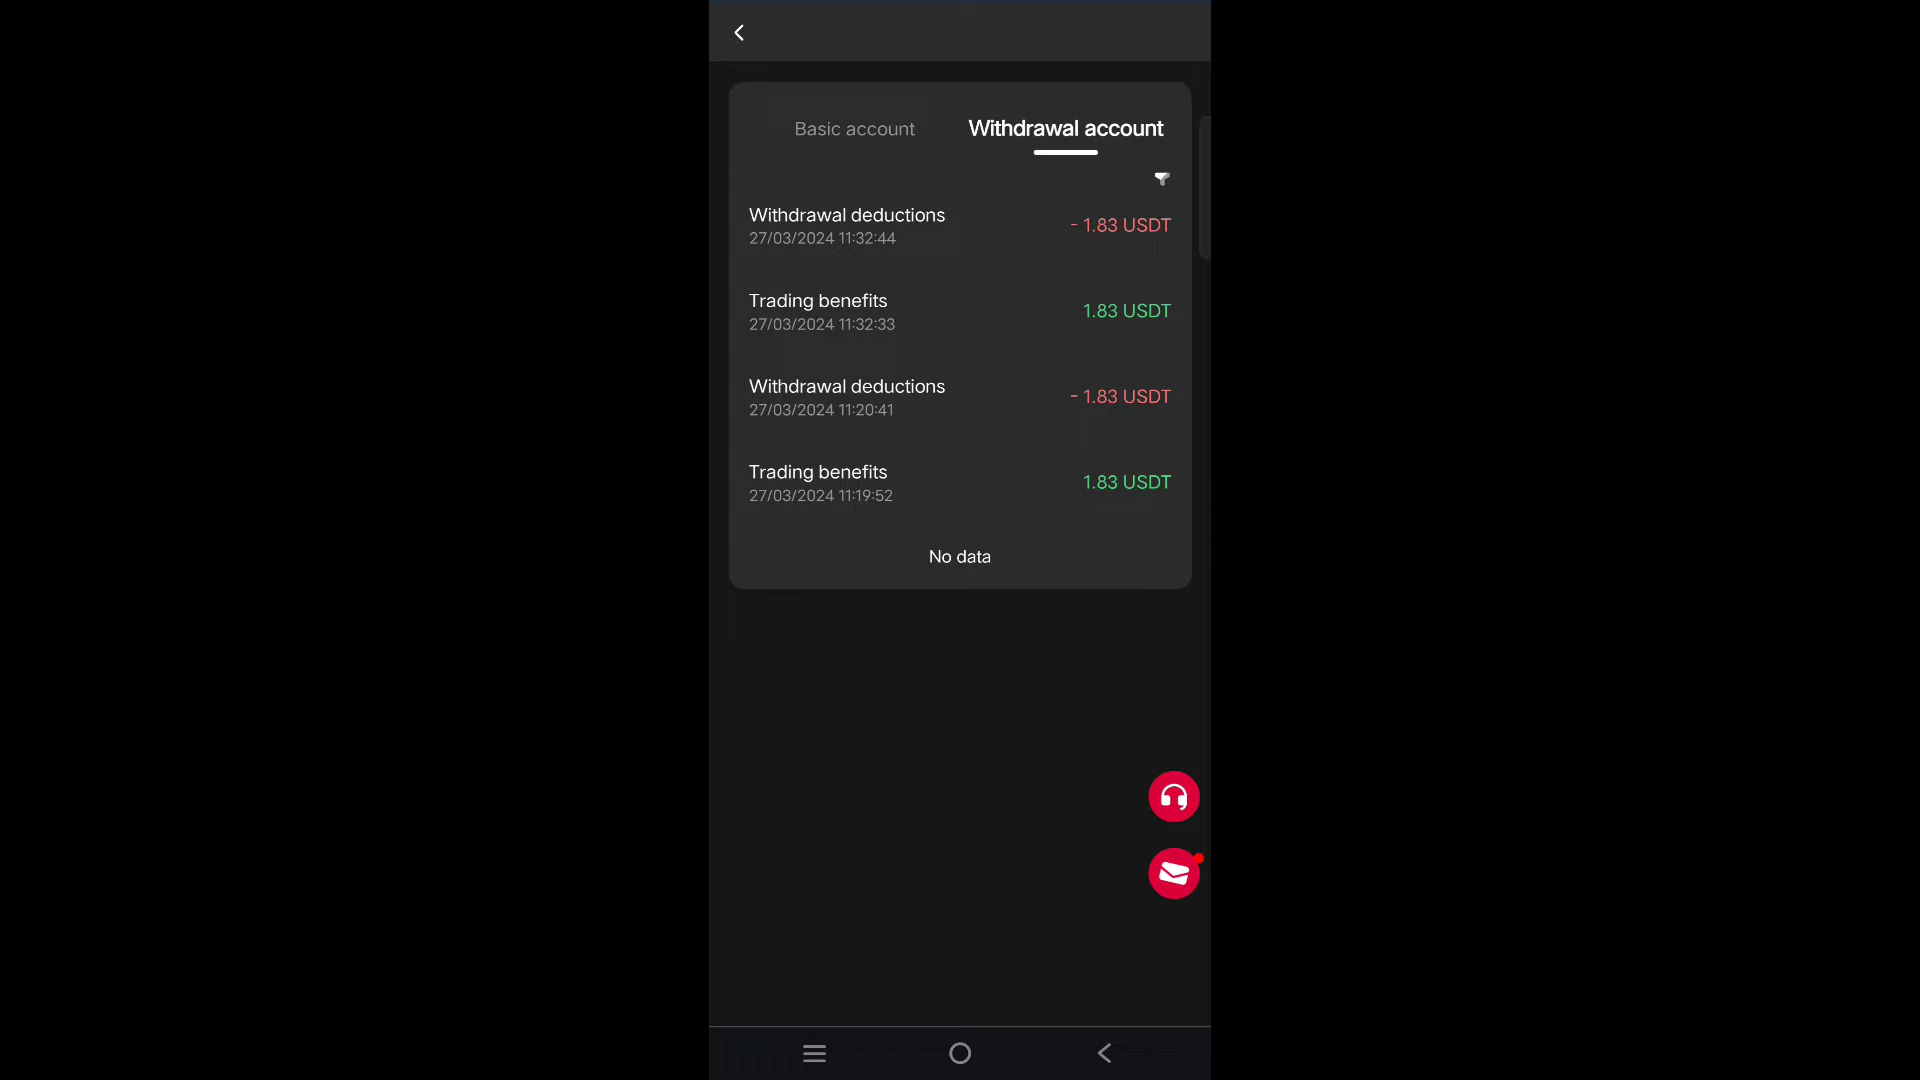 Basic account Withdrawal account
Withdrawal deductions - 1.83 USDT
27/03/2024 11:32:44
Trading benefits 1.83 USDT
27/03/2024 11:32:33
Withdrawal deductions - 1.83 USDT
27/03/2024 11:20:41
Trading benefits 1.83 USDT
27/03/2024 11:19:52
No data